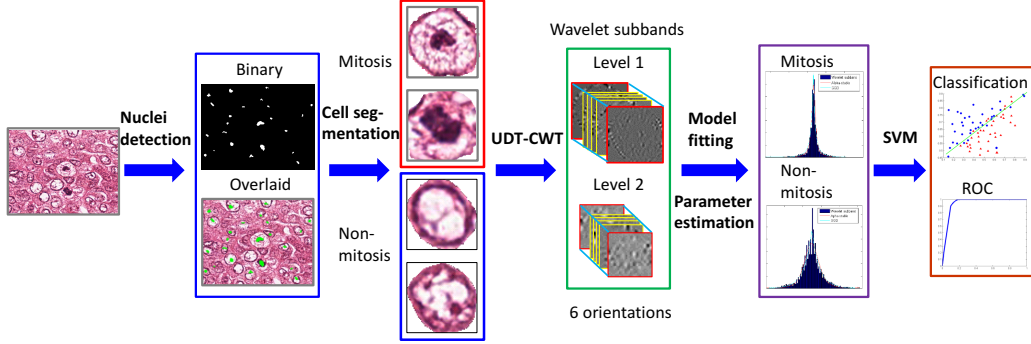 Nuclei
detection
Binary
Overlaid
Cell seg-
mentation
Mitosis
Non-
mitosis
UDT-CWT
Wavelet subbands
Level 1
Level 2
6 orientations
Model
fitting
Parameter
estimation
Mitosis
Non-
mitosis
SVM
Classification
ROC